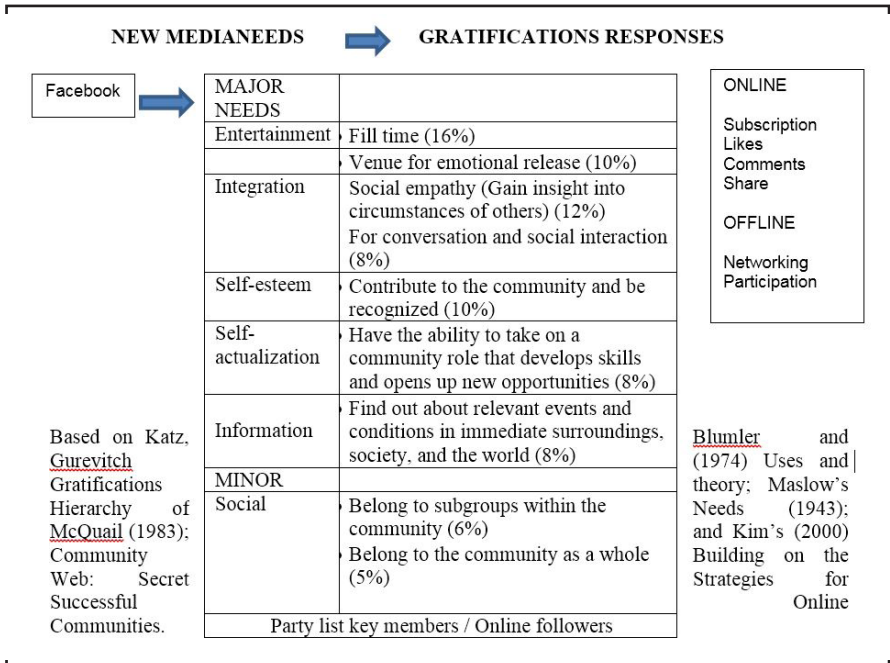 NEW MEDIANEEDS
GRATIFICATIONS RESPONSES
Facebook
MAJOR
NEEDS
Entertainment
Fill time (16%)
Venue for emotional release (10%)
Integration
Social empathy (Gain insight into
circumstances of others) (12%)
For conversation and social interaction
(8%)
Self-esteem
Contribute to the community and be
recognized (10%)
Self-
actualization
Have the ability to take on a
community role that develops skills
and opens up new opportunities (8%)
Information
Find out about relevant events and
conditions in immediate surroundings,
society, and the world (8%)
MINOR
Social
Belong to subgroups within the
community (6%)
Belong to the community as a whole
(5%)
Party list key members / Online followers
ONLINE
Subscription
Likes
Comments
Share
OFFLINE
Networking
Participation
Based on Katz, Blumler and
Gurevitch (1974) Uses and
Gratifications theory; Maslow's
Hierarchy of Needs (1943);
McQuail (1983); and Kim's (2000)
Community Building on the
Web: Secret Strategies for
Successful Online
Communities.